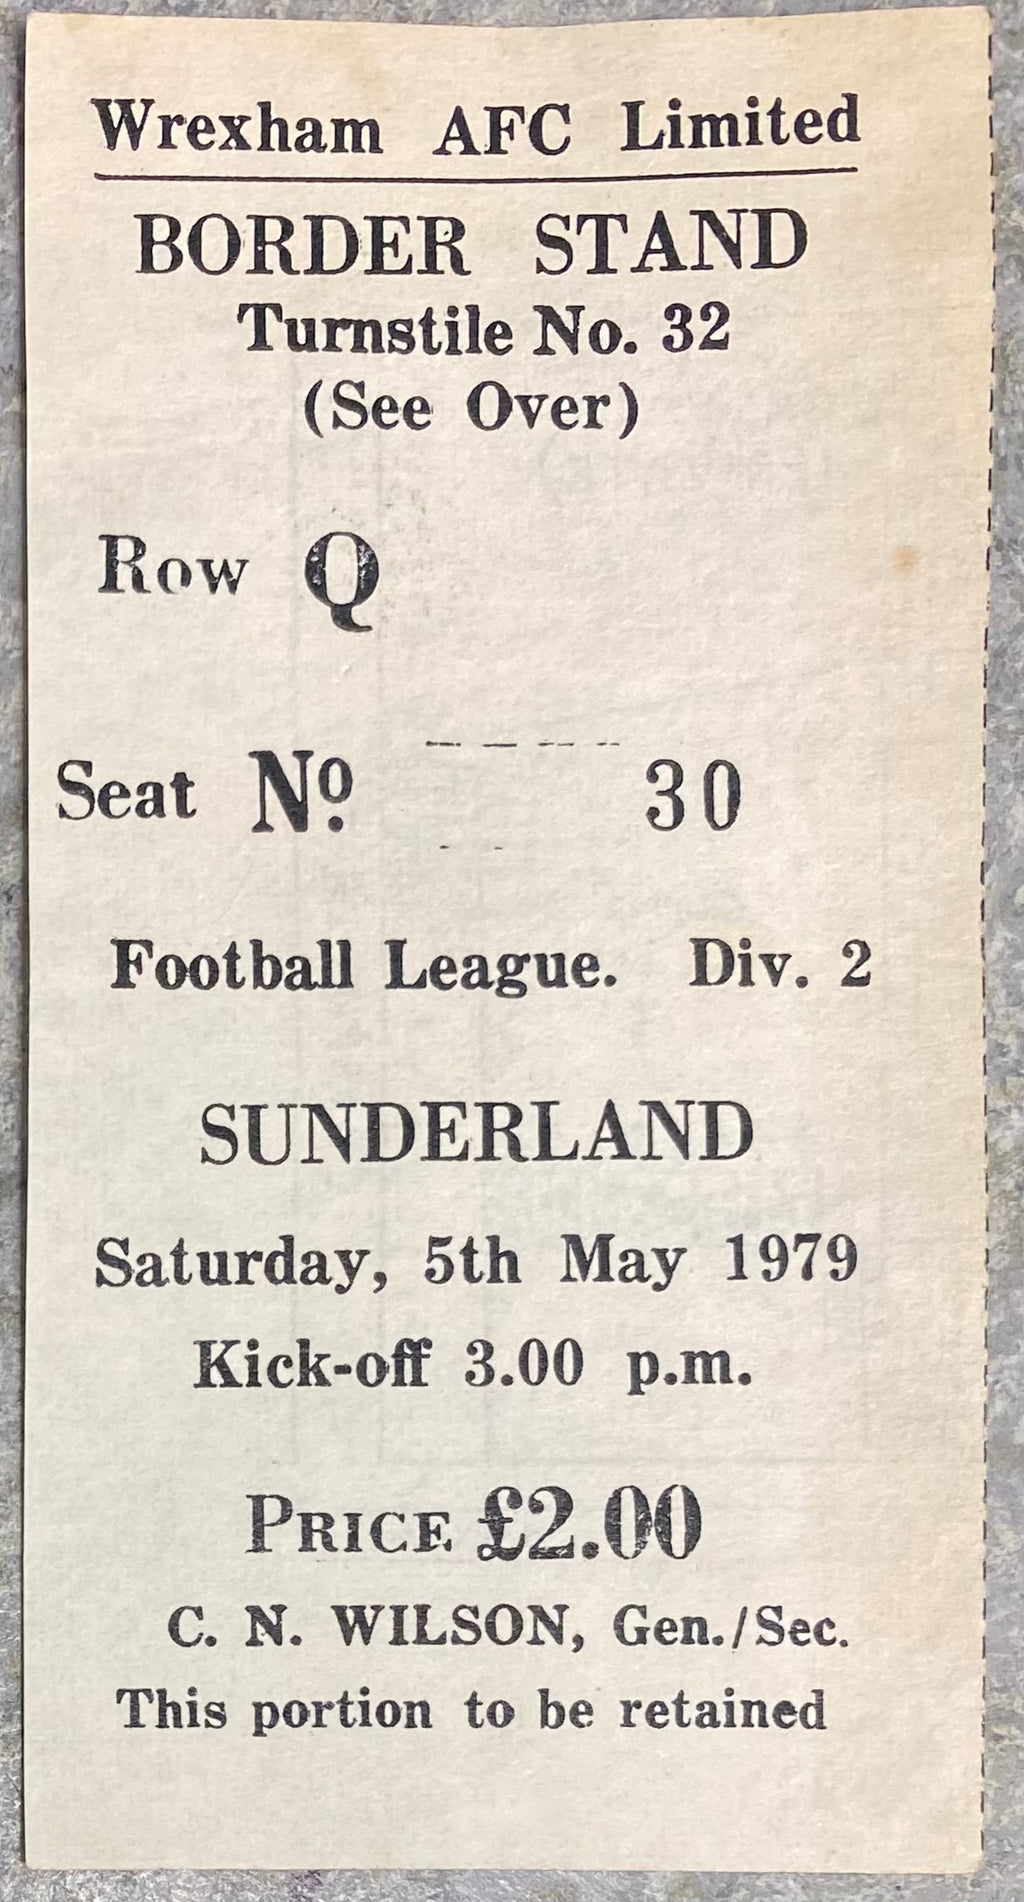 Wrexham AFC Limited
BORDER STAND
Turnstile No. 32
(See Over)
Row Q
Seat Nº. 30
Football League. Div. 2
SUNDERLAND
Saturday, 5th May 1979
Kick-off 3.00 p.m.
PRICE £2.00
C. N. WILSON, Gen./Sec.
This portion to be retained